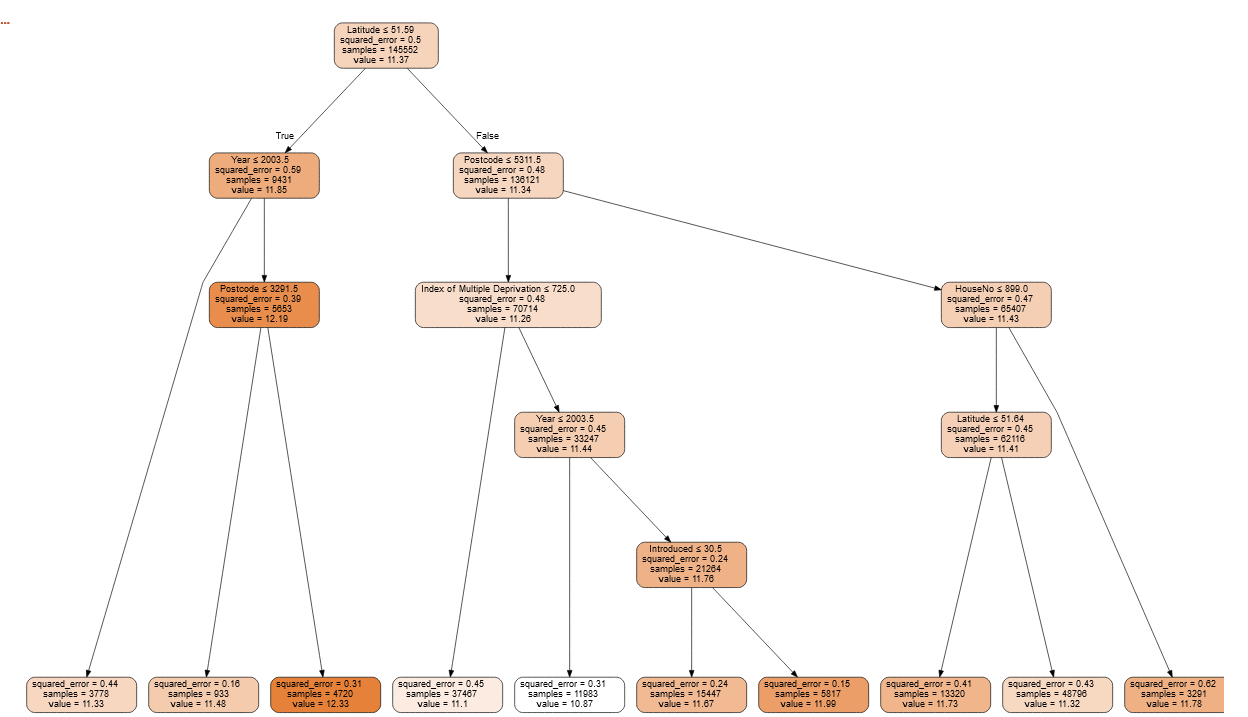 ...
Latitude ≤ 51.59
squared_error = 0.5
samples = 145552
value = 11.37
True
False
Year ≤ 2003.5
squared_error = 0.59
samples = 9431
value = 11.85
Postcode ≤ 5311.5
squared_error = 0.48
samples = 136121
value = 11.34
Postcode ≤ 3291.5
squared_error = 0.39
samples = 5653
value = 12.19
Index of Multiple Deprivation ≤ 725.0
squared_error = 0.48
samples = 70714
value = 11.26
HouseNo ≤ 899.0
squared_error = 0.47
samples = 65407
value = 11.43
Year ≤ 2003.5
squared_error = 0.45
samples = 33247
value = 11.44
Latitude ≤ 51.64
squared_error = 0.45
samples = 62116
value = 11.41
Introduced ≤ 30.5
squared_error = 0.24
samples = 21264
value = 11.76
squared_error = 0.44
samples = 3778
value = 11.33
squared_error = 0.16
samples = 933
value = 11.48
squared_error = 0.31
samples = 4720
value = 12.33
squared_error = 0.45
samples = 37467
value = 11.1
squared_error = 0.31
samples = 11983
value = 10.87
squared_error = 0.24
samples = 15447
value = 11.67
squared_error = 0.15
samples = 5817
value = 11.99
squared_error = 0.41
samples = 13320
value = 11.73
squared_error = 0.43
samples = 48796
value = 11.32
squared_error = 0.62
samples = 3291
value = 11.78